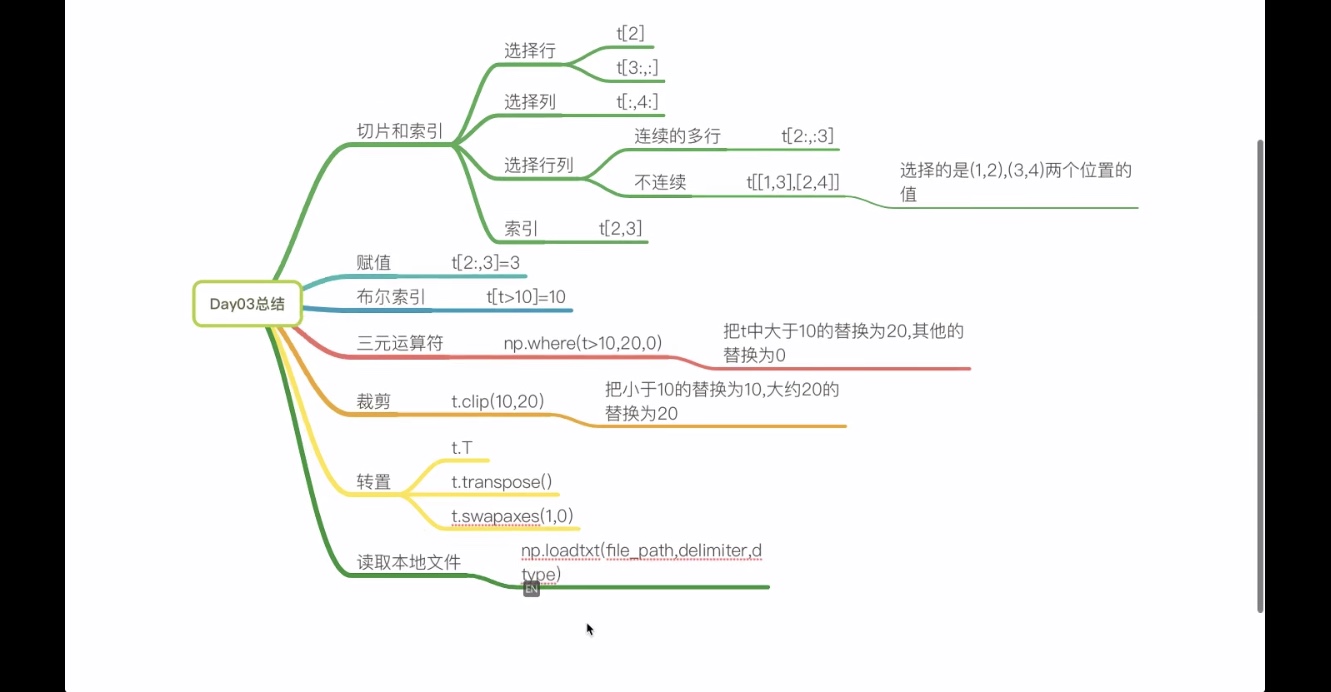 Day03总结
切片和索引
选择行
t[2]
t[3:,:]
选择列
t[:,4:]
选择行列
连续的多行
t[2:,:3]
不连续
t[[1,3],[2,4]]
选择的是(1,2),(3,4)两个位置的
值
索引
t[2,3]
赋值
t[2:,3]=3
布尔索引
t[t>10]=10
三元运算符
np.where(t>10,20,0)
把t中大于10的替换为20,其他的
替换为0
裁剪
t.clip(10,20)
把小于10的替换为10,大约20的
替换为20
转置
t.T
t.transpose()
t.swapaxes(1,0)
读取本地文件
np.loadtxt(file_path,delimiter,d
type)
EN